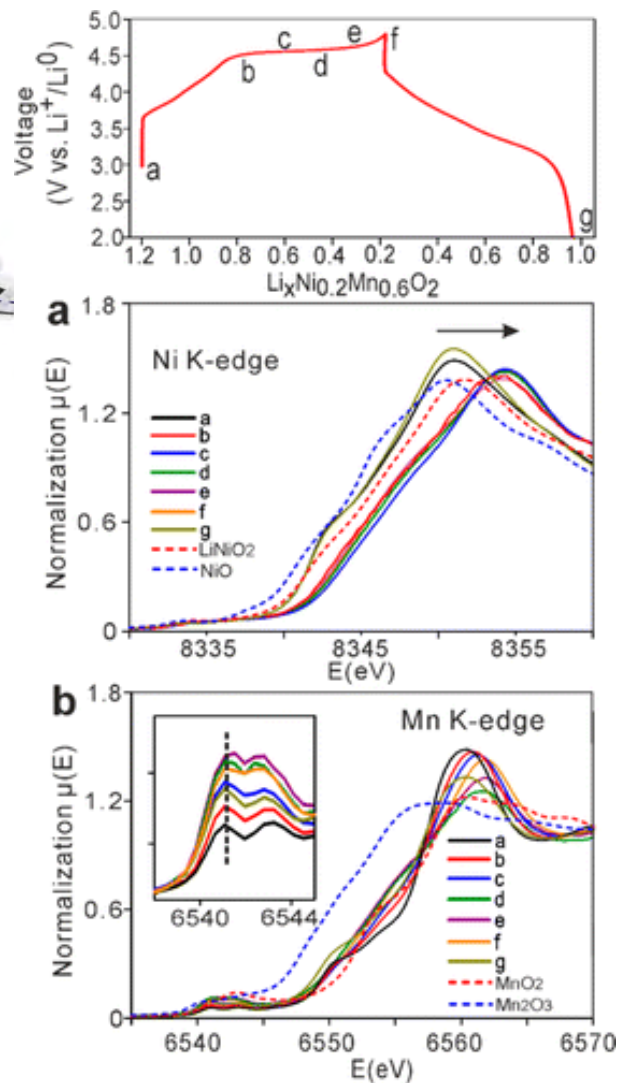 5.0
4.5
4.0
3.5
3.0
2.5
2.0
Voltage
(V vs. Li⁺/Li⁰)
a
b
c
d
e
f
g
1.2 1.0 0.8 0.6 0.4 0.2 0.4 0.6 0.8 1.0
LiₓNi₀.₂Mn₀.₆O₂
a
Ni K-edge
1.8
1.2
0.6
0
Normalization μ(E)
a
b
c
d
e
f
g
LiNiO₂
NiO
8335 8345 8355
E(eV)
b
Mn K-edge
1.8
1.2
0.6
0
Normalization μ(E)
6540 6544
a
b
c
d
e
f
g
MnO₂
Mn₂O₃
6540 6550 6560 6570
E(eV)